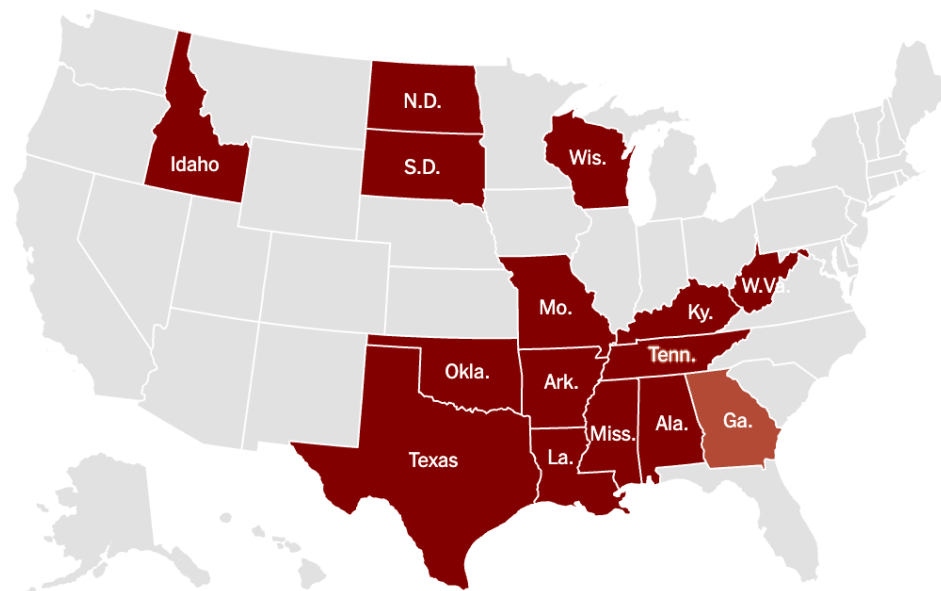 N.D.
Idaho
S.D.
Wis.
W.Va.
Mo.
Ky.
Tenn.
Okla.
Ark.
Miss.
Ala.
Ga.
Texas
La.